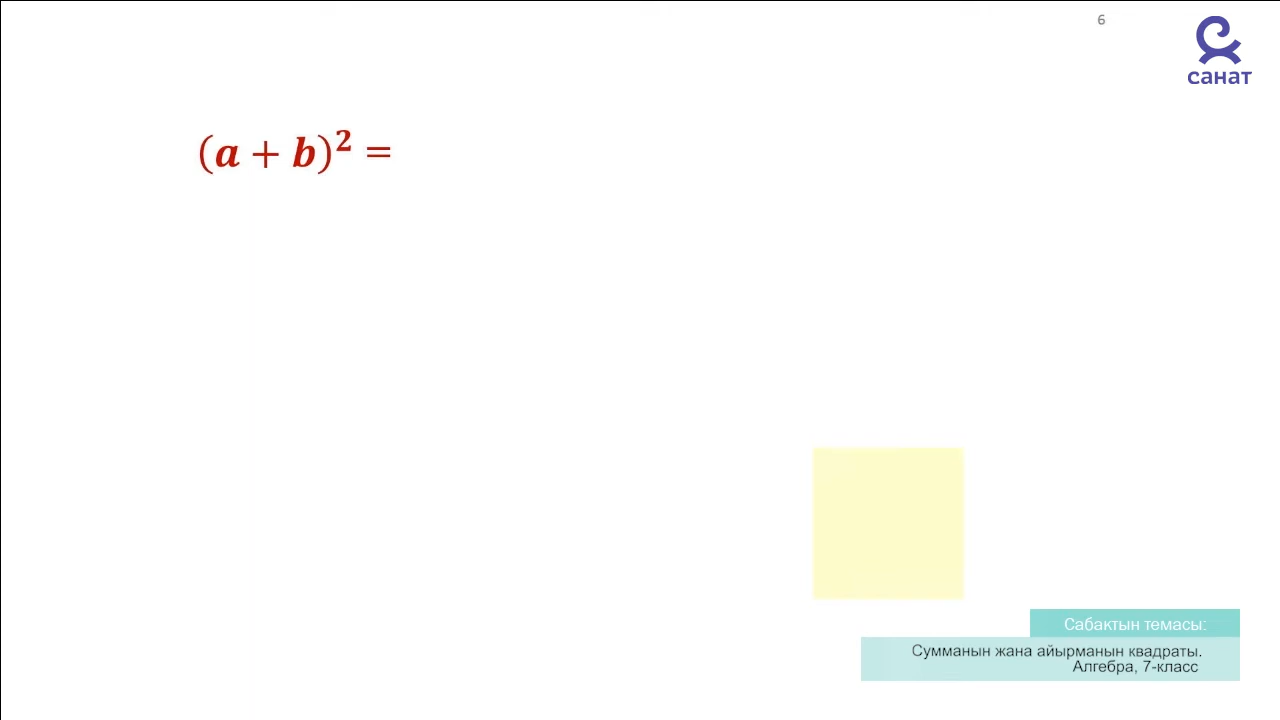 6
санат
(a + b)² =
Сабактын темасы:
Сумманын жана айырманын квадраты.
Алгебра, 7-класс